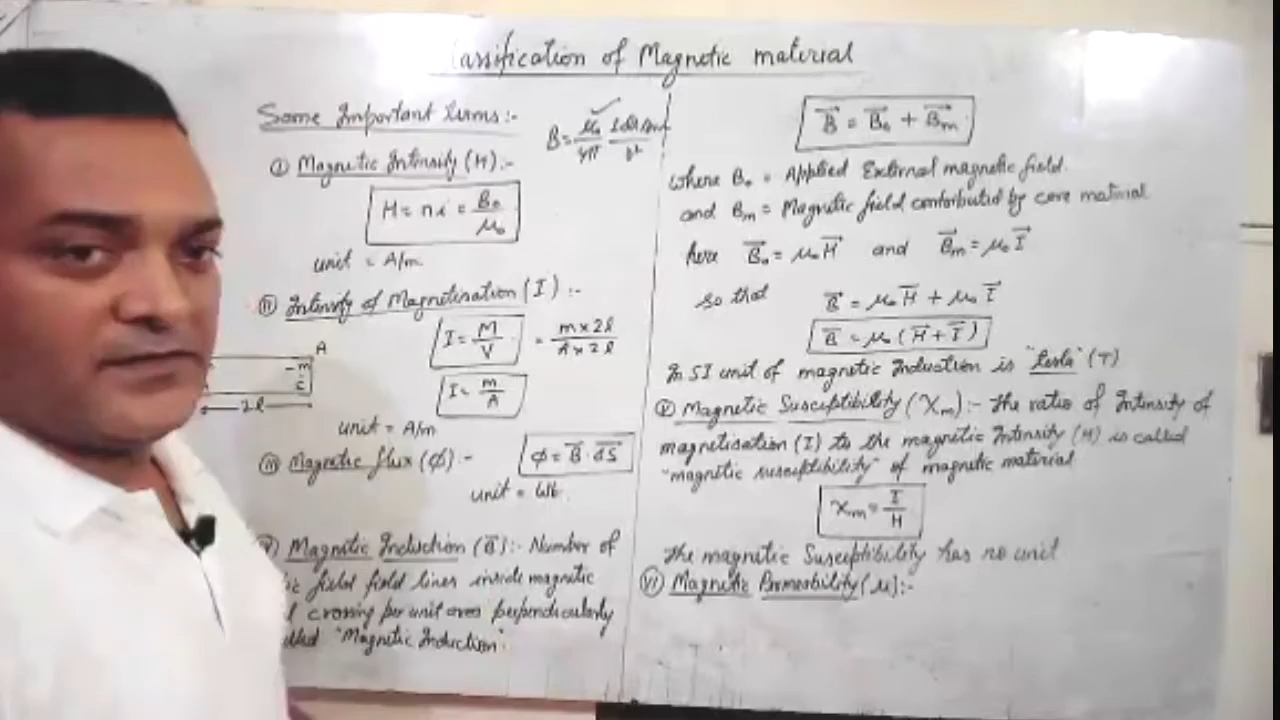 assification of Magnetic material
Some Important terms:-
B = μ₀/4π Idl sinθ/r²
(I) Magnetic Intensity (H):-
H = ni = B₀/μ₀
unit = A/m
(II) Intensity of Magnetisation (I):-
I = M/V = m×2l/A×2l
I = m/A
A
-m
2l
unit = A/m
(III) Magnetic flux (ϕ):-
ϕ = B⃗ · dS⃗
unit = Wb.
Magnetic Induction (B⃗):- Number of
ic field field lines inside magnetic
l crossing per unit area perpendicularly
alled "Magnetic Induction".
B⃗ = B⃗₀ + B⃗m
where B₀ = Applied External magnetic field.
and Bm = Magnetic field contributed by core material
here B⃗₀ = μ₀H⃗ and B⃗m = μ₀I⃗
so that B⃗ = μ₀H⃗ + μ₀I⃗
B⃗ = μ₀(H⃗ + I⃗)
In SI unit of magnetic Induction is "Tesla" (T)
(V) Magnetic Susceptibility (χm):- The ratio of Intensity of
magnetisation (I) to the magnetic Intensity (H) is called
"magnetic susceptibility" of magnetic material
χm = I/H
The magnetic Susceptibility has no unit
(VI) Magnetic Permeability (μ):-